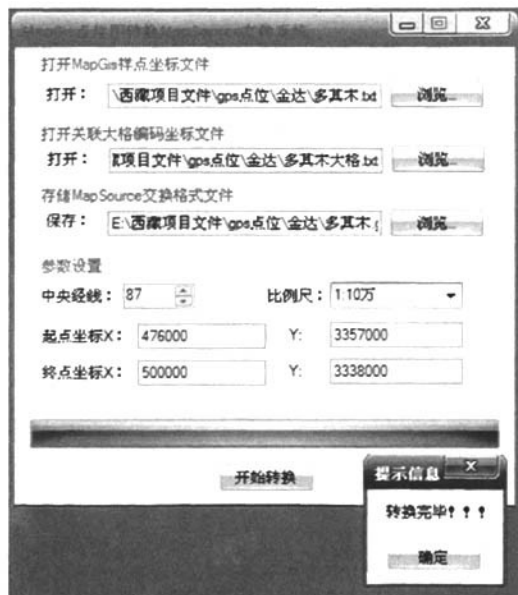 打开MapGis样点坐标文件
打开： \西藏项目文件\gps点位\金达\多其木.txt 浏览...
打开关联大格编码坐标文件
打开： 项目文件\gps点位\金达\多其木大格.txt 浏览...
存储MapSource交换格式文件
保存： E:\西藏项目文件\gps点位\金达\多其木.g 浏览...
参数设置
中央经线： 87 比例尺： 1:10万
起点坐标X： 476000 Y: 3357000
终点坐标X： 500000 Y: 3338000
开始转换
提示信息
转换完毕！！！
确定